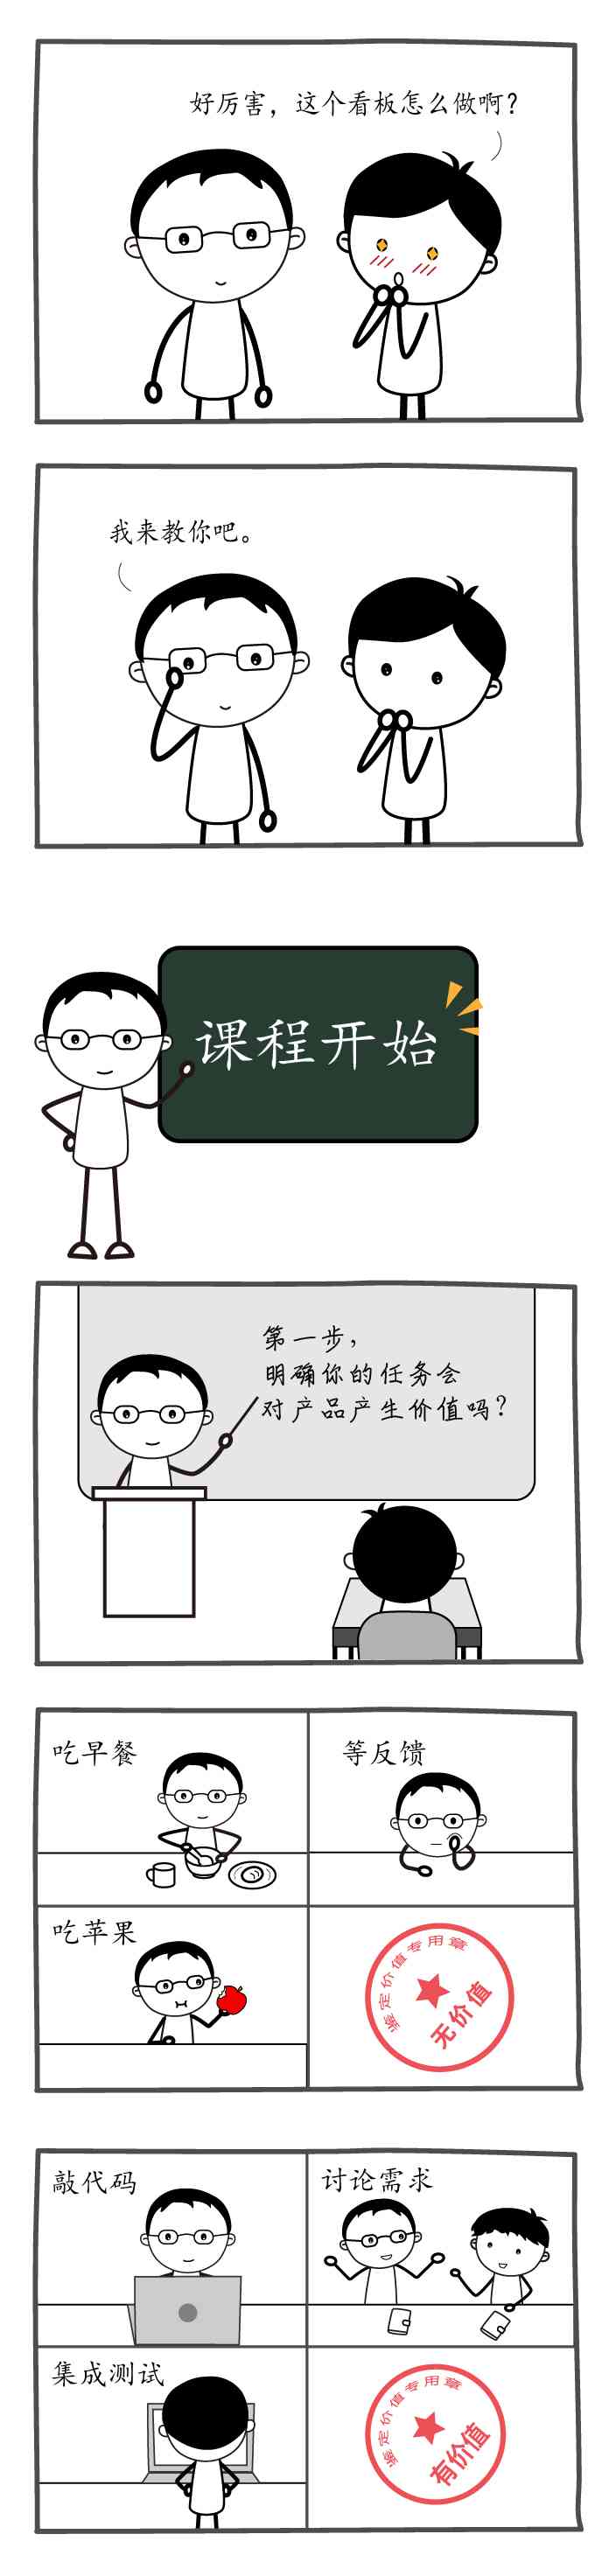 好厉害，这个看板怎么做啊？
我来教你吧。
课程开始
第一步，
明确你的任务会
对产品产生价值吗？
吃早餐
等反馈
吃苹果
鉴定价值专用章
无价值
敲代码
讨论需求
集成测试
鉴定价值专用章
有价值